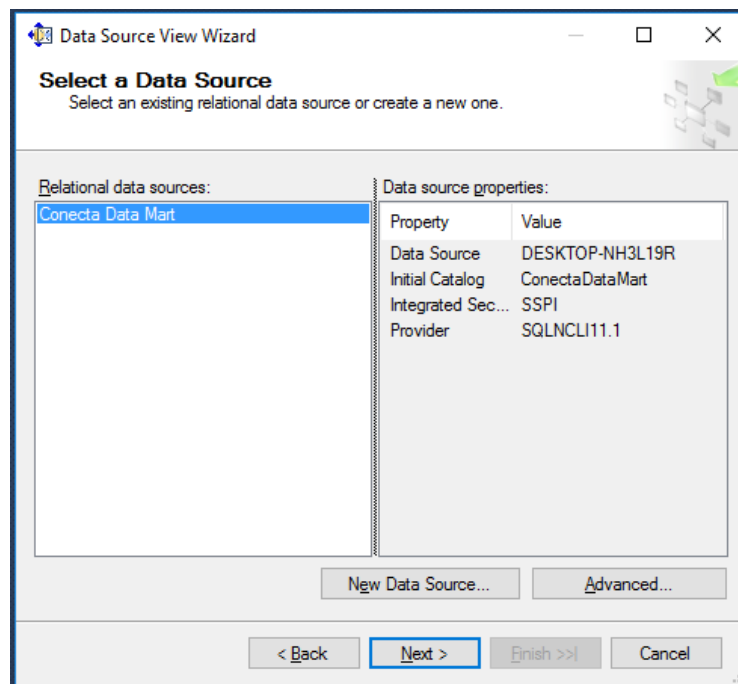 Data Source View Wizard
Select a Data Source
Select an existing relational data source or create a new one.
Relational data sources:
Conecta Data Mart
Data source properties:
Property Value
Data Source DESKTOP-NH3L19R
Initial Catalog ConectaDataMart
Integrated Sec... SSPI
Provider SQLNCLI11.1
New Data Source... Advanced...
< Back Next > Finish >>| Cancel